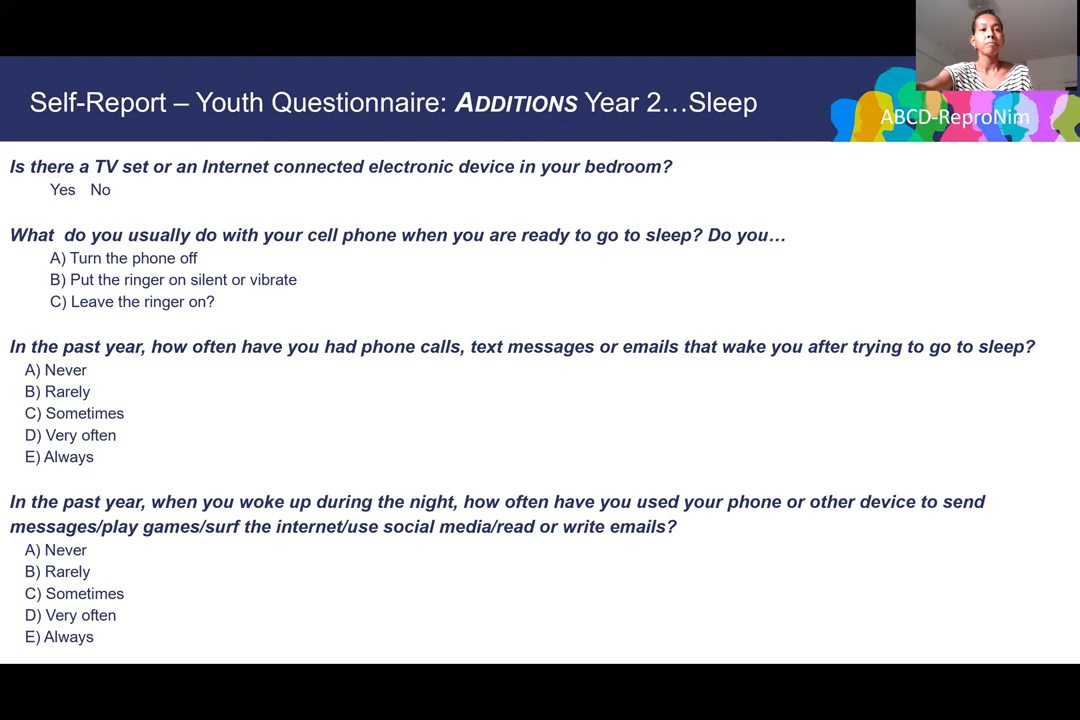 Self-Report – Youth Questionnaire: ADDITIONS Year 2…Sleep
ABCD-ReproNim
Is there a TV set or an Internet connected electronic device in your bedroom?
Yes No
What do you usually do with your cell phone when you are ready to go to sleep? Do you…
A) Turn the phone off
B) Put the ringer on silent or vibrate
C) Leave the ringer on?
In the past year, how often have you had phone calls, text messages or emails that wake you after trying to go to sleep?
A) Never
B) Rarely
C) Sometimes
D) Very often
E) Always
In the past year, when you woke up during the night, how often have you used your phone or other device to send
messages/play games/surf the internet/use social media/read or write emails?
A) Never
B) Rarely
C) Sometimes
D) Very often
E) Always